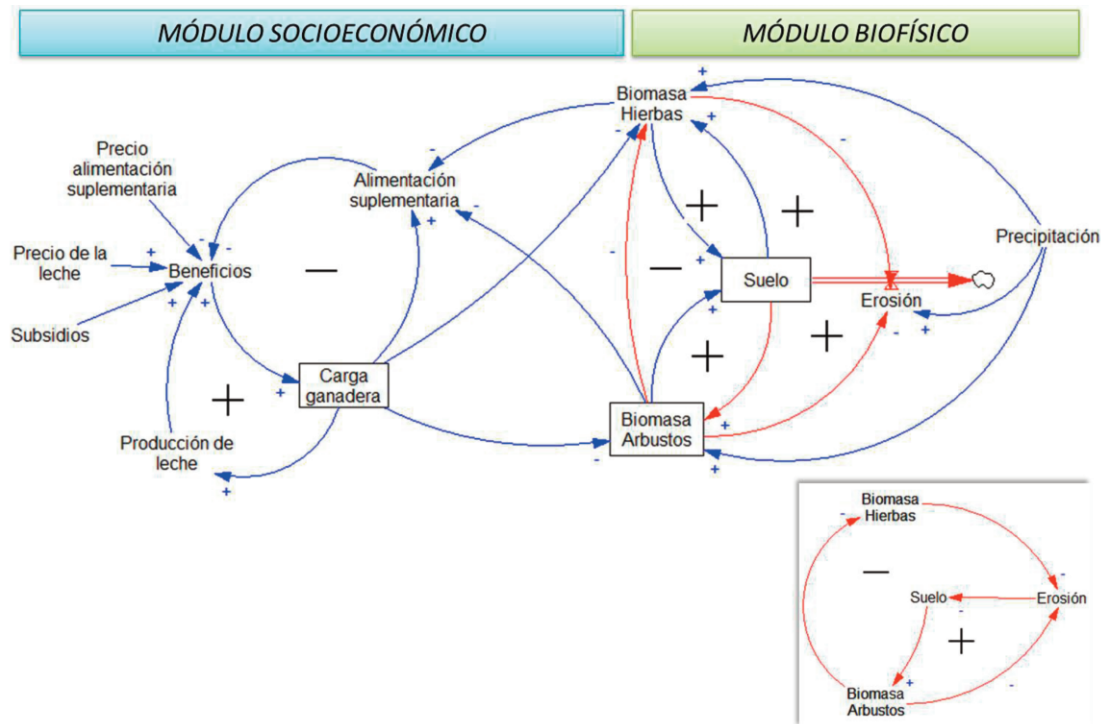 MÓDULO SOCIOECONÓMICO
MÓDULO BIOFÍSICO
Biomasa
Hierbas
Precio
alimentación
suplementaria
Alimentación
suplementaria
Precio de la
leche
Beneficios
Subsidios
Suelo
Precipitación
Erosión
Carga
ganadera
Biomasa
Arbustos
Producción de
leche
Biomasa
Hierbas
Suelo
Erosión
Biomasa
Arbustos